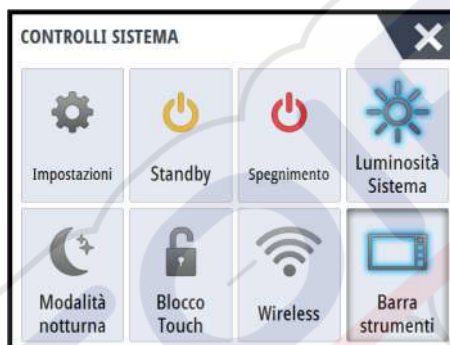 CONTROLLI SISTEMA
Impostazioni
Standby
Spegnimento
Luminosità
Sistema
Modalità
notturna
Blocco
Touch
Wireless
Barra
strumenti